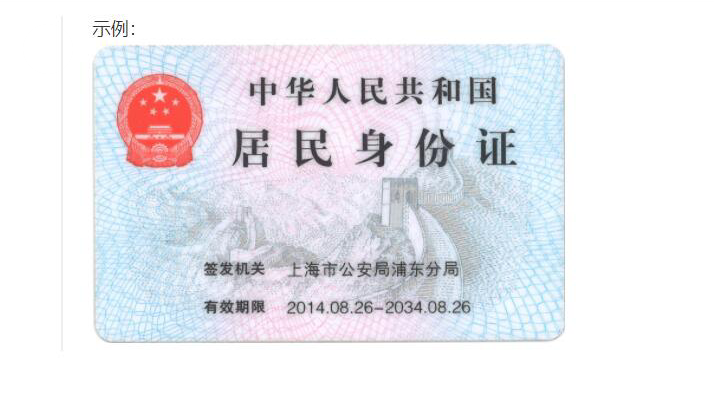 示例：
中华人民共和国
居民身份证
签发机关 上海市公安局浦东分局
有效期限 2014.08.26-2034.08.26